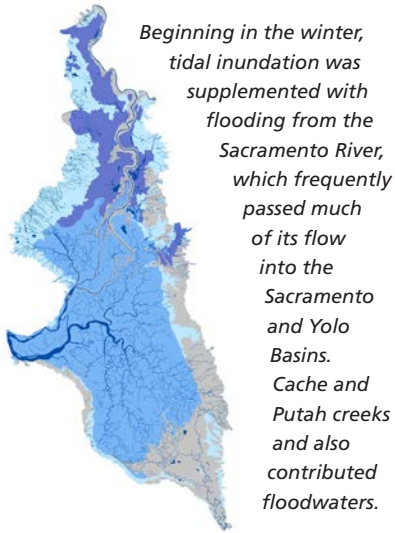 Beginning in the winter,
tidal inundation was
supplemented with
flooding from the
Sacramento River,
which frequently
passed much
of its flow
into the
Sacramento
and Yolo
Basins.
Cache and
Putah creeks
and also
contributed
floodwaters.